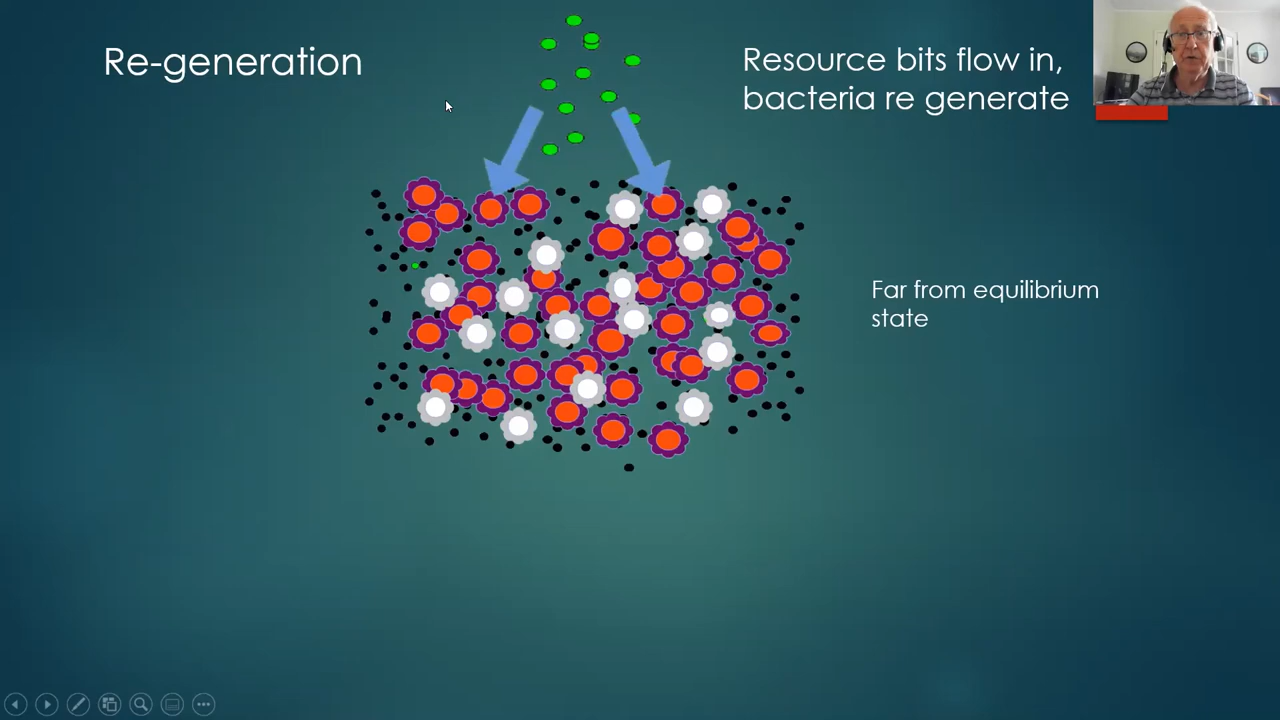 Re-generation
Resource bits flow in,
bacteria re generate
Far from equilibrium
state